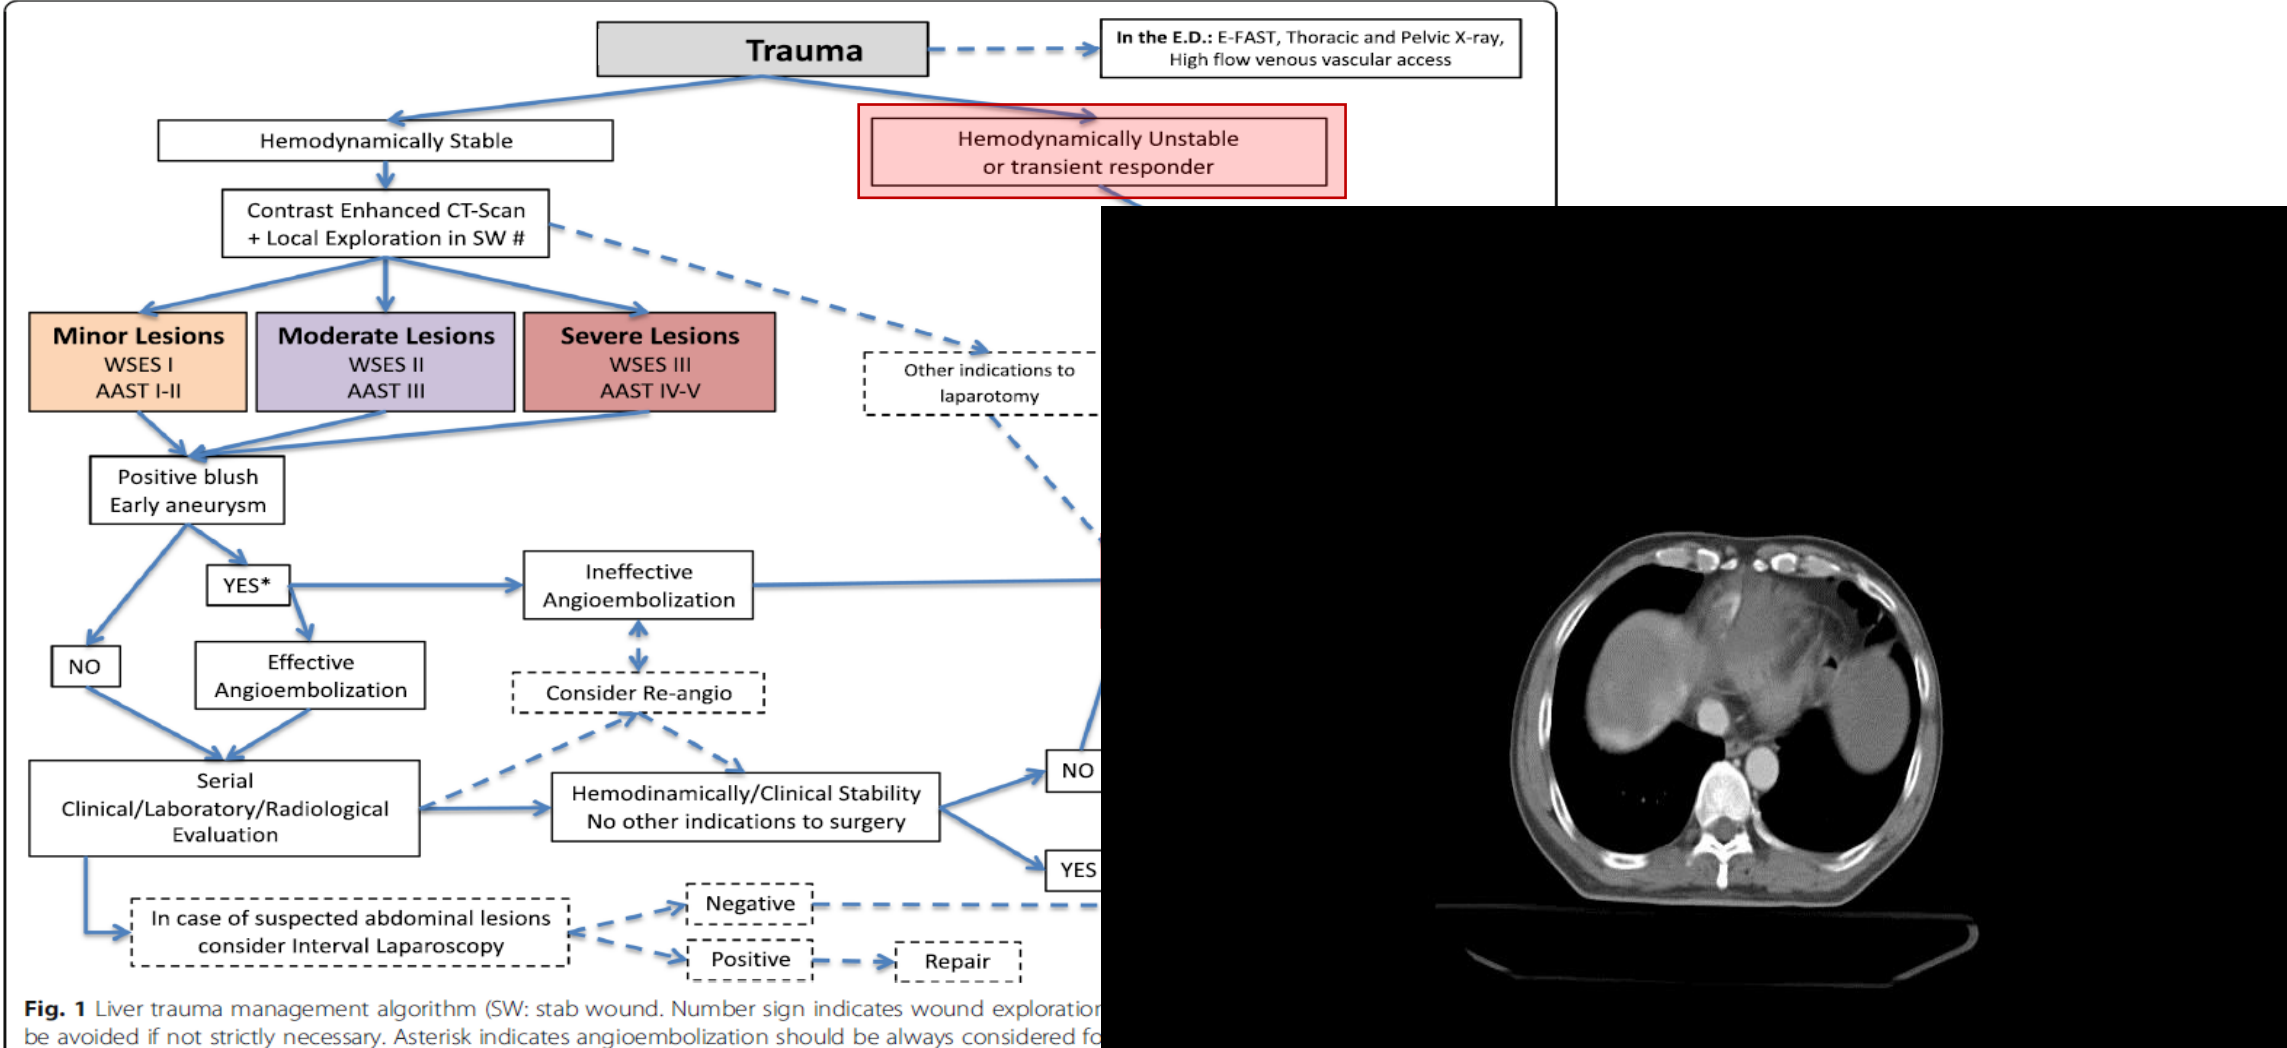 Trauma
In the E.D.: E-FAST, Thoracic and Pelvic X-ray,
High flow venous vascular access
Hemodynamically Stable
Hemodynamically Unstable
or transient responder
Contrast Enhanced CT-Scan
+ Local Exploration in SW #
Minor Lesions
WSES I
AAST I-II
Moderate Lesions
WSES II
AAST III
Severe Lesions
WSES III
AAST IV-V
Other indications to
laparotomy
Positive blush
Early aneurysm
YES*
Ineffective
Angioembolization
NO
Effective
Angioembolization
Consider Re-angio
Serial
Clinical/Laboratory/Radiological
Evaluation
Hemodinamically/Clinical Stability
No other indications to surgery
NO
YES
In case of suspected abdominal lesions
consider Interval Laparoscopy
Negative
Positive
Repair
Fig. 1 Liver trauma management algorithm (SW: stab wound. Number sign indicates wound exploration
be avoided if not strictly necessary. Asterisk indicates angioembolization should be always considered fo